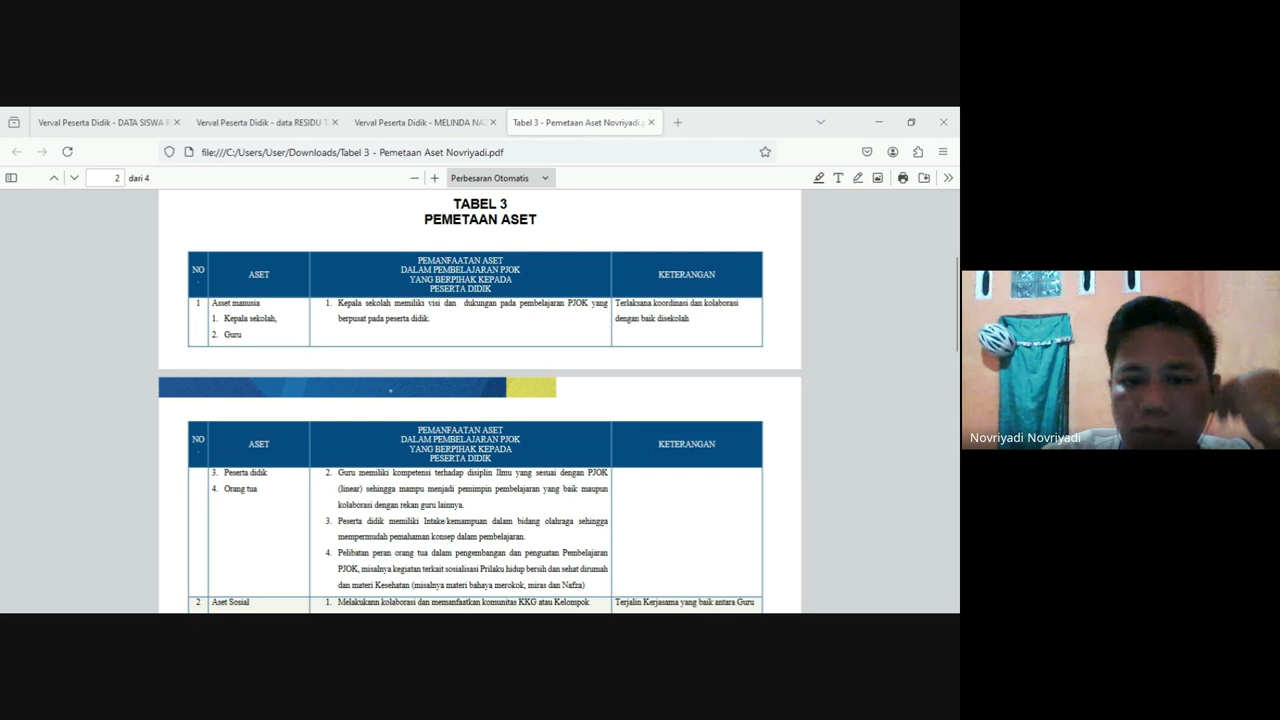 Verval Peserta Didik - DATA SISWA
Verval Peserta Didik - data RESIDU
Verval Peserta Didik - MELINDA
Tabel 3 - Pemetaan Aset Novriyadi.p
file:///C:/Users/User/Downloads/Tabel 3 - Pemetaan Aset Novriyadi.pdf
2 dari 4
Perbesaran Otomatis
TABEL 3
PEMETAAN ASET
NO
.
ASET
PEMANFAATAN ASET
DALAM PEMBELAJARAN PJOK
YANG BERPIHAK KEPADA
PESERTA DIDIK
KETERANGAN
1
Asset manusia
1. Kepala sekolah,
2. Guru
1. Kepala sekolah memiliki visi dan dukungan pada pembelajaran PJOK yang
berpusat pada peserta didik.
Terlaksana koordinasi dan kolaborasi
dengan baik disekolah
NO
.
ASET
PEMANFAATAN ASET
DALAM PEMBELAJARAN PJOK
YANG BERPIHAK KEPADA
PESERTA DIDIK
KETERANGAN
3. Peserta didik
4. Orang tua
2. Guru memiliki kompetensi terhadap disiplin Ilmu yang sesuai dengan PJOK
(linear) sehingga mampu menjadi pemimpin pembelajaran yang baik maupun
kolaborasi dengan rekan guru lainnya.
3. Peserta didik memiliki Intake/kemampuan dalam bidang olahraga sehingga
mempermudah pemahaman konsep dalam pembelajaran.
4. Pelibatan peran orang tua dalam pengembangan dan penguatan Pembelajaran
PJOK, misalnya kegiatan terkait sosialisasi Prilaku hidup bersih dan sehat dirumah
dan materi Kesehatan (misalnya materi bahaya merokok, miras dan Nafza)
2
Aset Sosial
1. Melakukann kolaborasi dan memanfaatkan komunitas KKG atau Kelompok
Terjalin Kerjasama yang baik antara Guru
Novriyadi Novriyadi